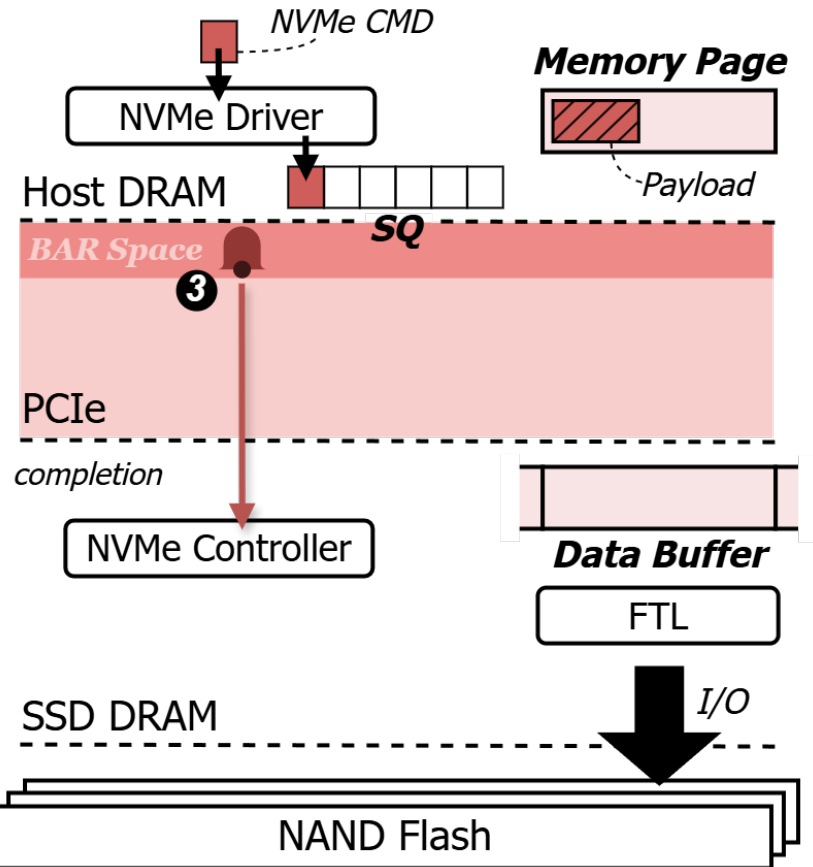 NVMe CMD
Memory Page
NVMe Driver
Payload
Host DRAM
SQ
BAR Space
3
PCIe
completion
NVMe Controller
Data Buffer
FTL
I/O
SSD DRAM
NAND Flash